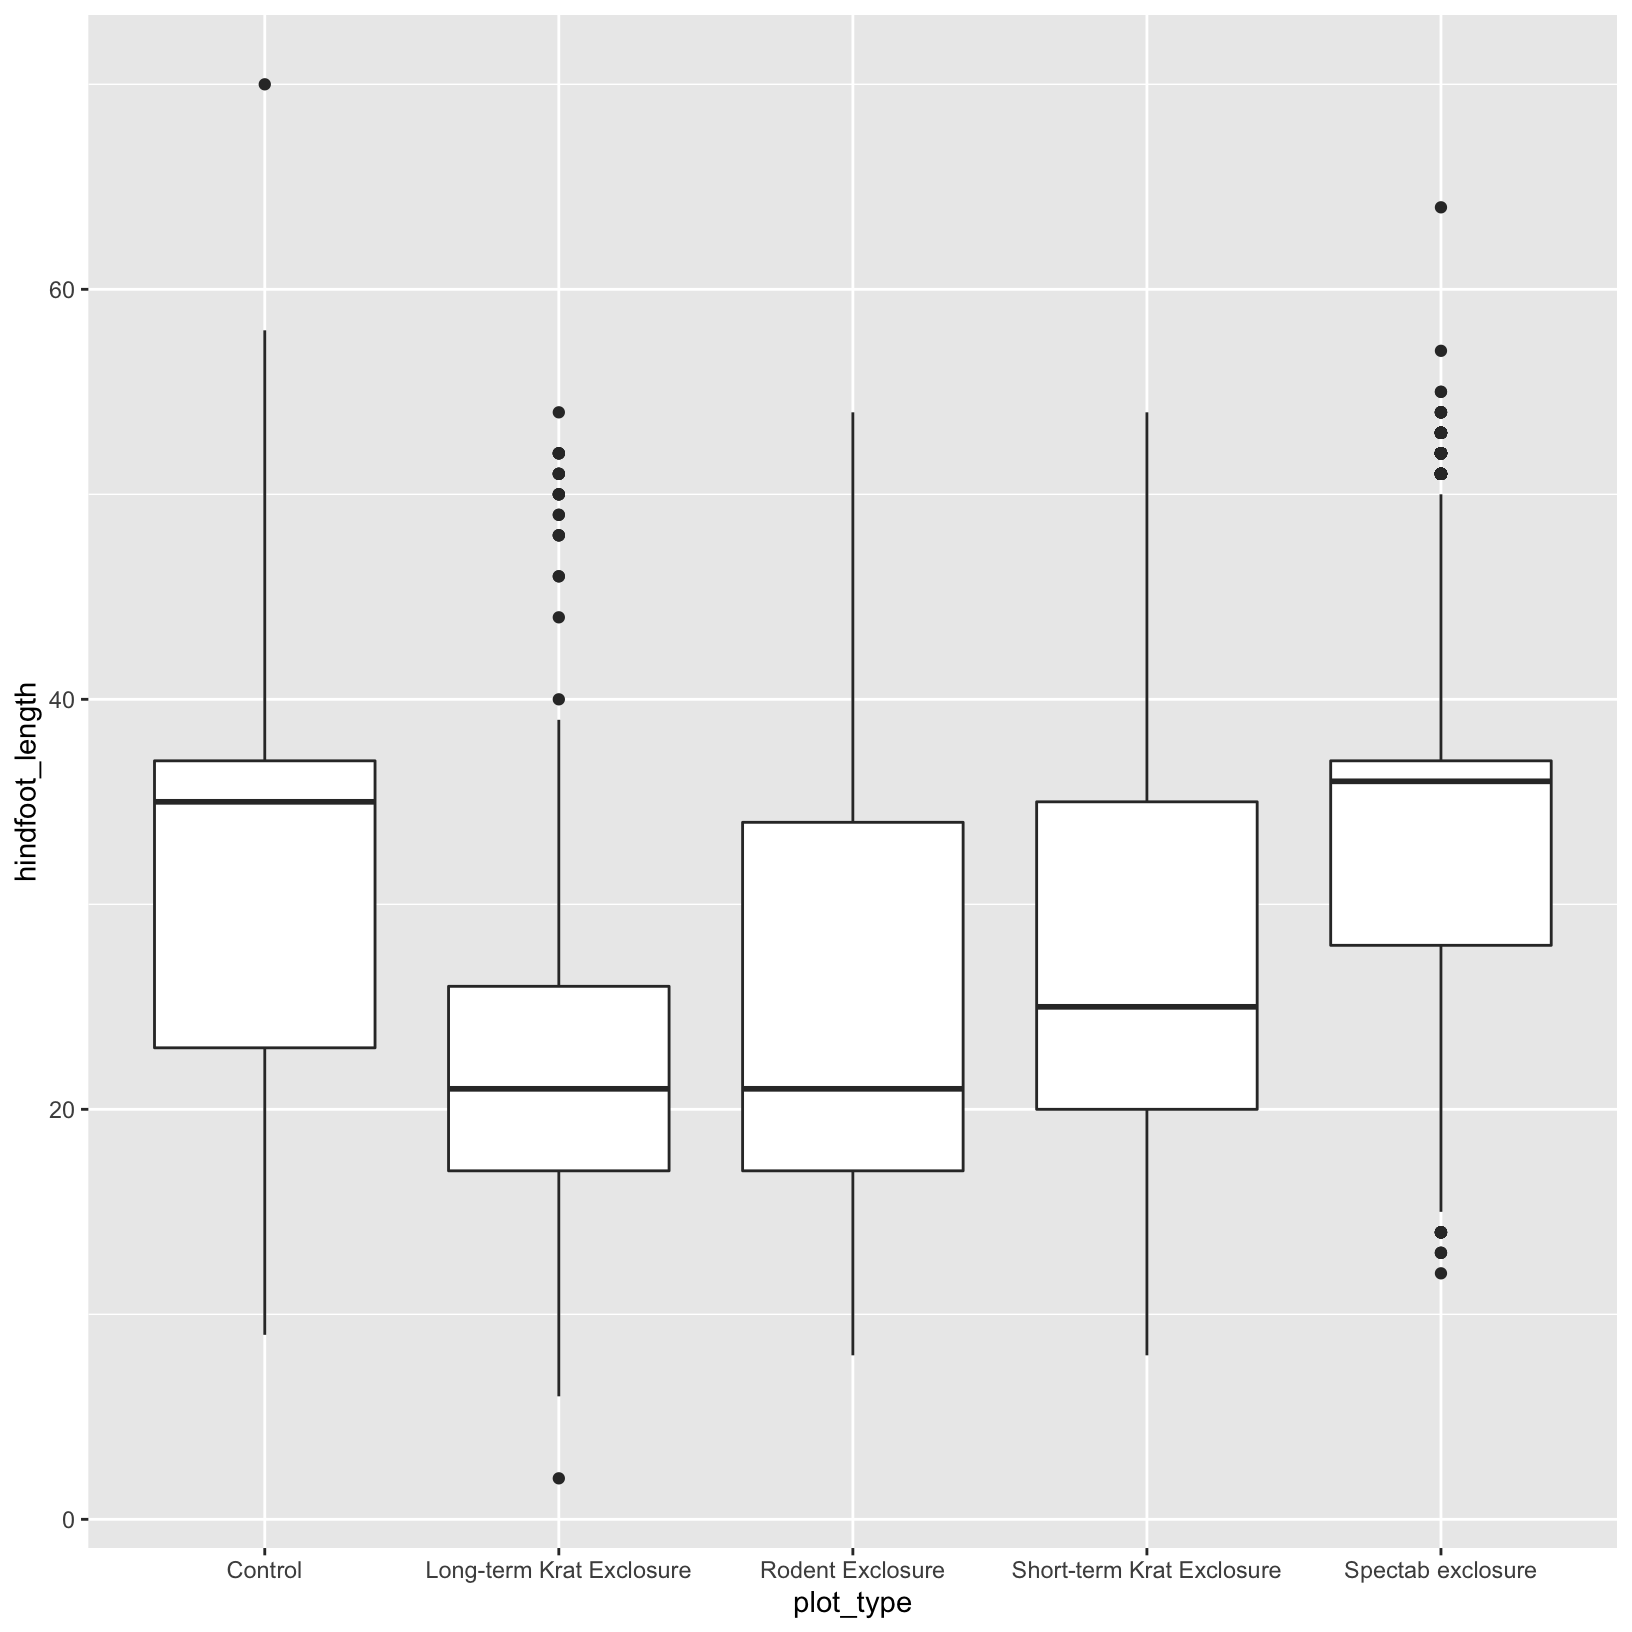 hindfoot_length
60
40
20
0
Control
Long-term Krat Exclosure
Rodent Exclosure
Short-term Krat Exclosure
Spectab exclosure
plot_type